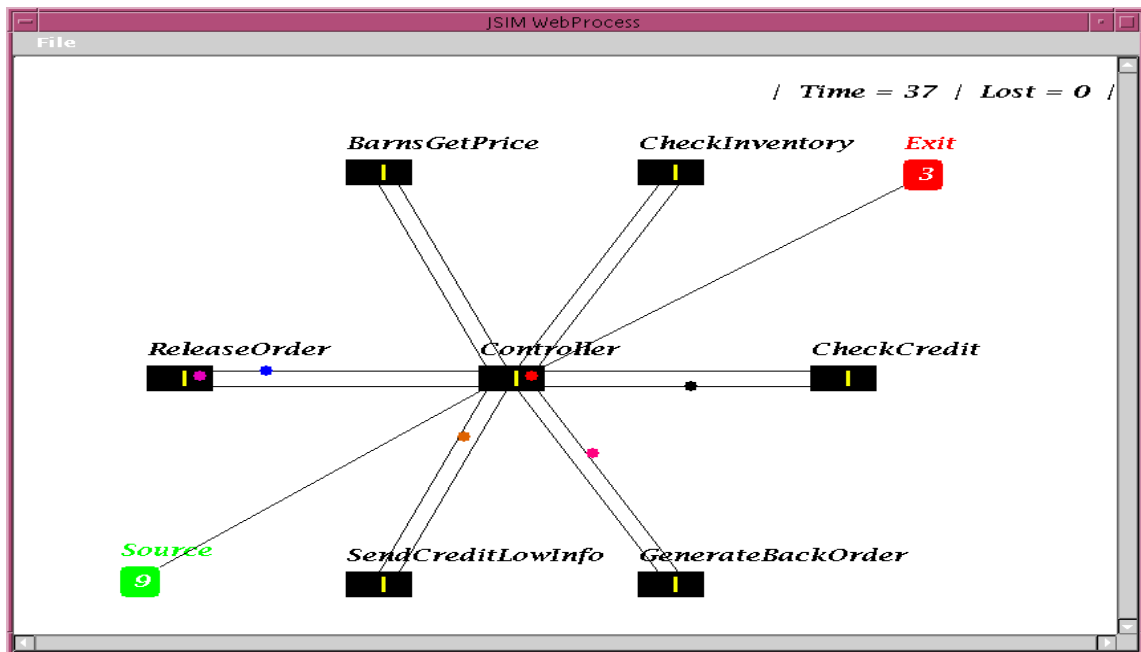 JSIM WebProcess
File
| Time = 37 | Lost = 0 |
BarnsGetPrice
CheckInventory
Exit
3
ReleaseOrder
Controller
CheckCredit
Source
9
SendCreditLowInfo
GenerateBackOrder